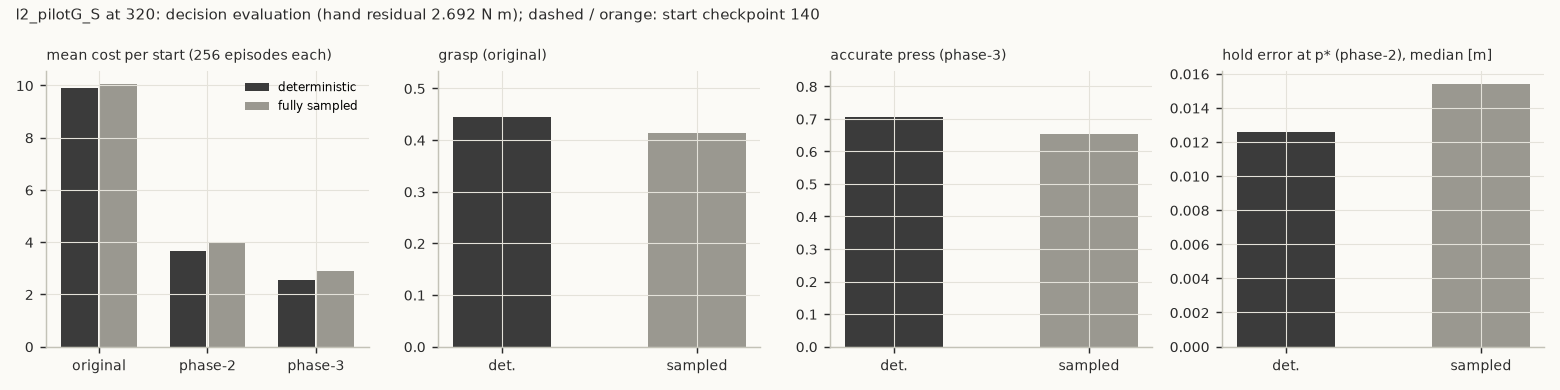 l2_pilotG_S at 320: decision evaluation (hand residual 2.692 N m); dashed / orange: start checkpoint 140
mean cost per start (256 episodes each)
deterministic
fully sampled
10
8
6
4
2
0
original
phase-2
phase-3
grasp (original)
0.5
0.4
0.3
0.2
0.1
0.0
det.
sampled
accurate press (phase-3)
0.8
0.7
0.6
0.5
0.4
0.3
0.2
0.1
0.0
det.
sampled
hold error at p* (phase-2), median [m]
0.016
0.014
0.012
0.010
0.008
0.006
0.004
0.002
0.000
det.
sampled